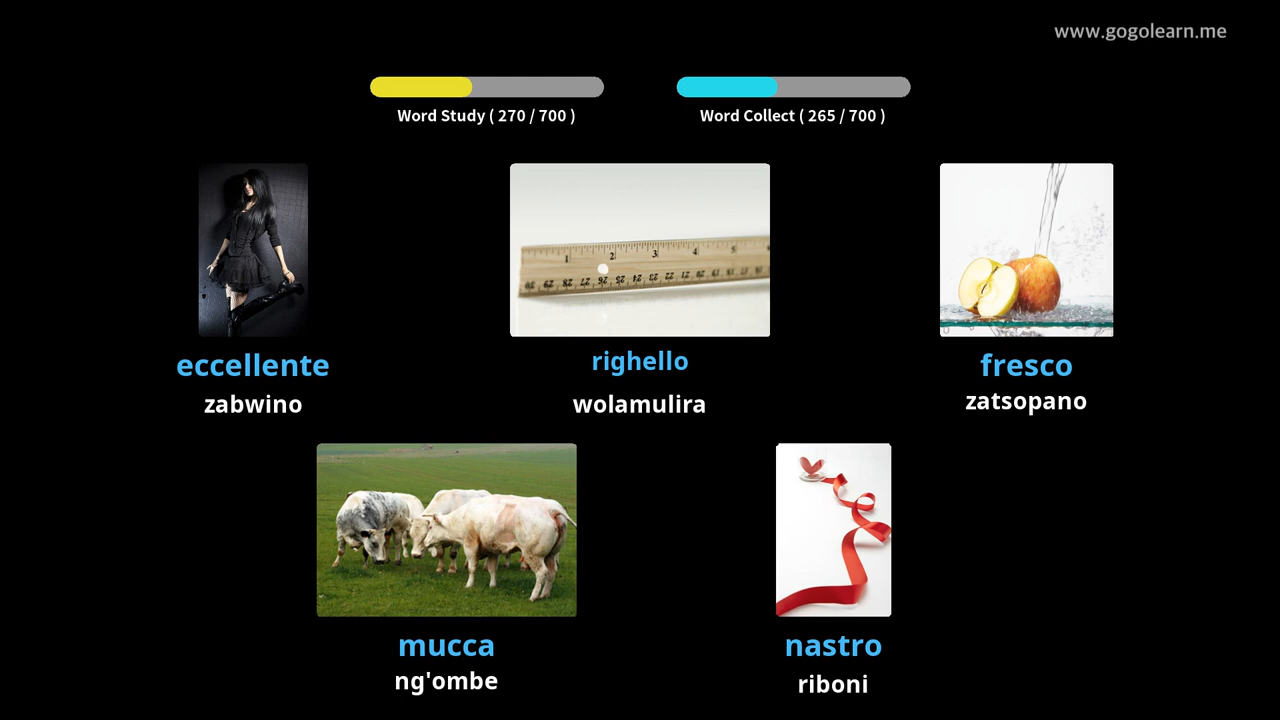 www.gogolearn.me
Word Study ( 270 / 700 )
Word Collect ( 265 / 700 )
eccellente
zabwino
righello
wolamulira
fresco
zatsopano
mucca
ng'ombe
nastro
riboni